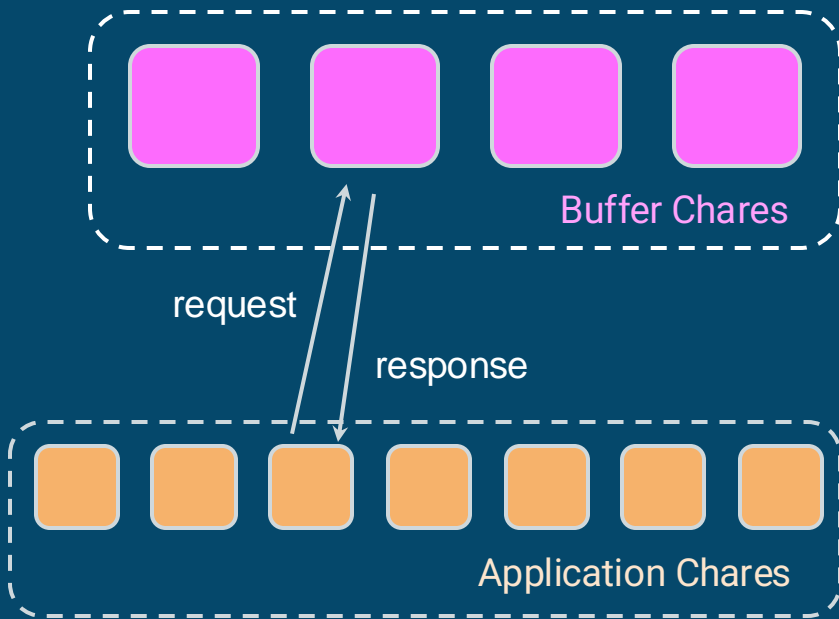 Buffer Chares
request
response
Application Chares